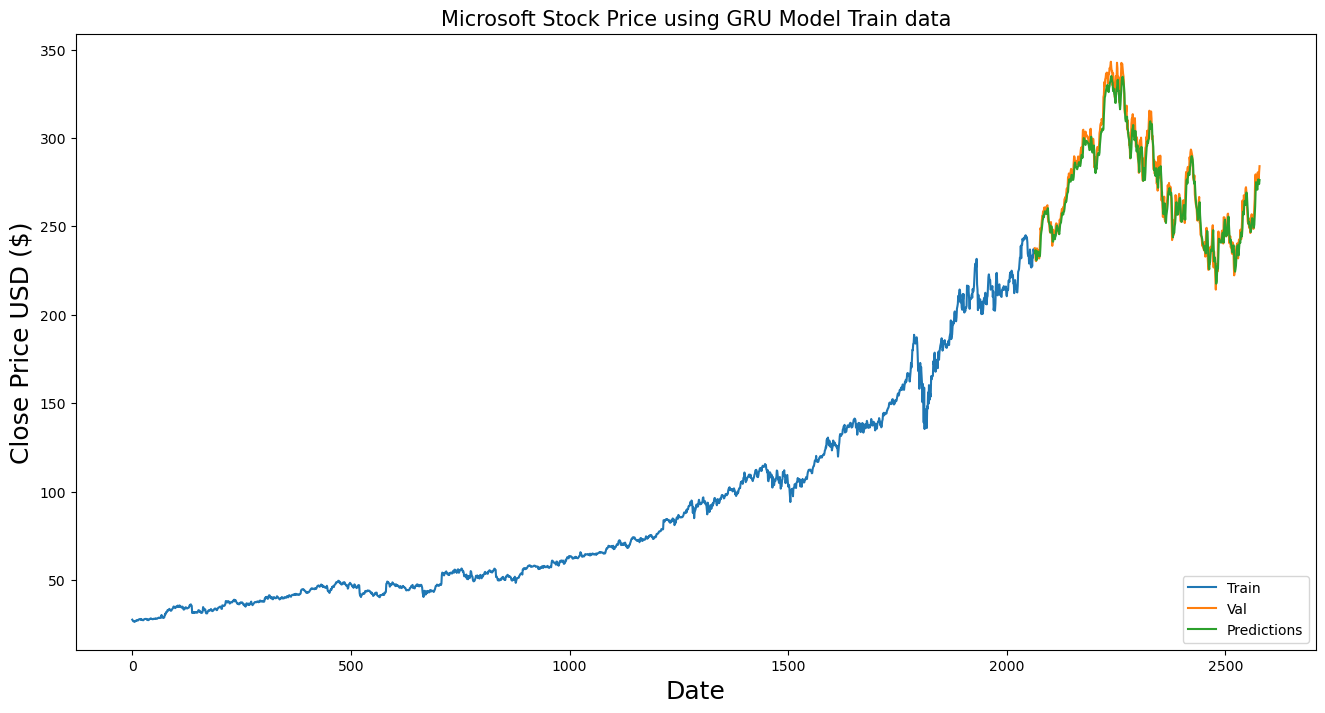 Microsoft Stock Price using GRU Model Train data
Close Price USD ($)
350
300
250
200
150
100
50
0
500
1000
1500
2000
2500
Date
Train
Val
Predictions